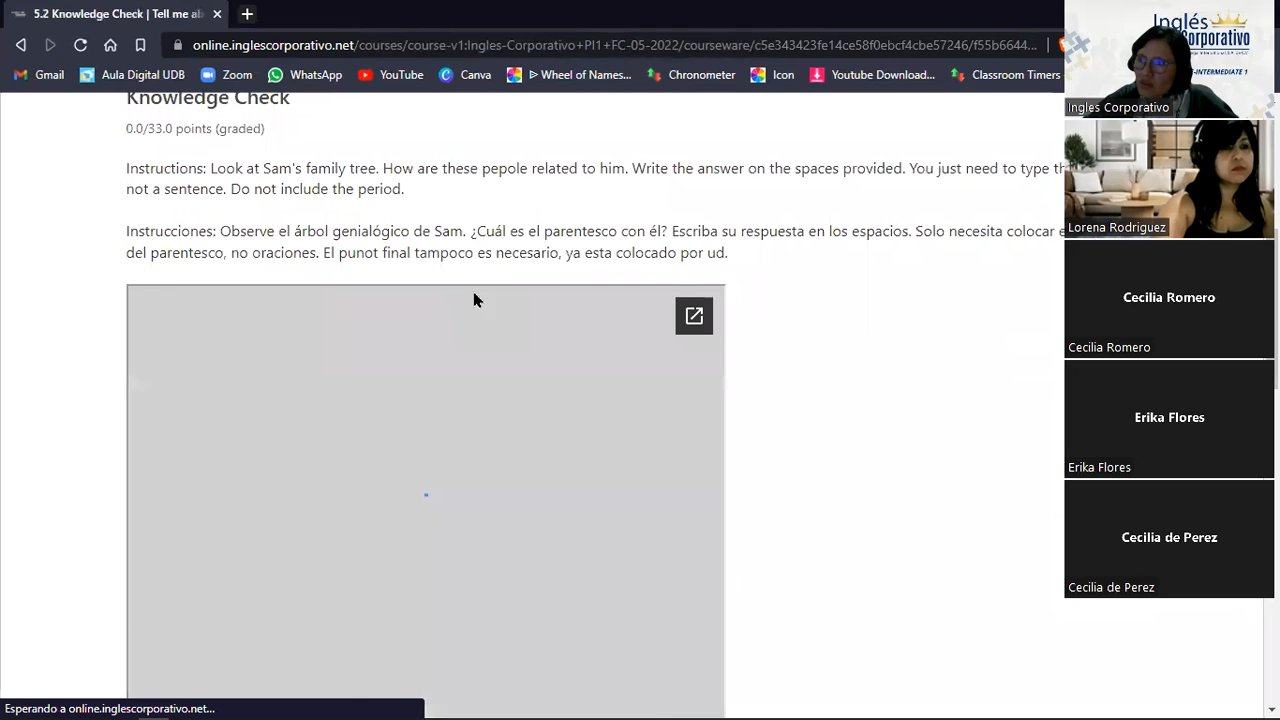 5.2 Knowledge Check | Tell me ab
online.inglescorporativo.net/courses/course-v1:Ingles-Corporativo+PI1+FC-05-2022/courseware/c5e343423fe14ce58f0ebcf4cbe57246/f55b6644...
Gmail
Aula Digital UDB
Zoom
WhatsApp
YouTube
Canva
Wheel of Names...
Chronometer
Icon
Youtube Download...
Classroom Timers
Knowledge Check
0.0/33.0 points (graded)
Instructions: Look at Sam's family tree. How are these pepole related to him. Write the answer on the spaces provided. You just need to type
not a sentence. Do not include the period.
Instrucciones: Observe el árbol genialógico de Sam. ¿Cuál es el parentesco con él? Escriba su respuesta en los espacios. Solo necesita colocar
del parentesco, no oraciones. El punot final tampoco es necesario, ya esta colocado por ud.
Esperando a online.inglescorporativo.net...
Inglés
Corporativo
INTERMEDIATE 1
Ingles Corporativo
Lorena Rodriguez
Cecilia Romero
Cecilia Romero
Erika Flores
Erika Flores
Cecilia de Perez
Cecilia de Perez